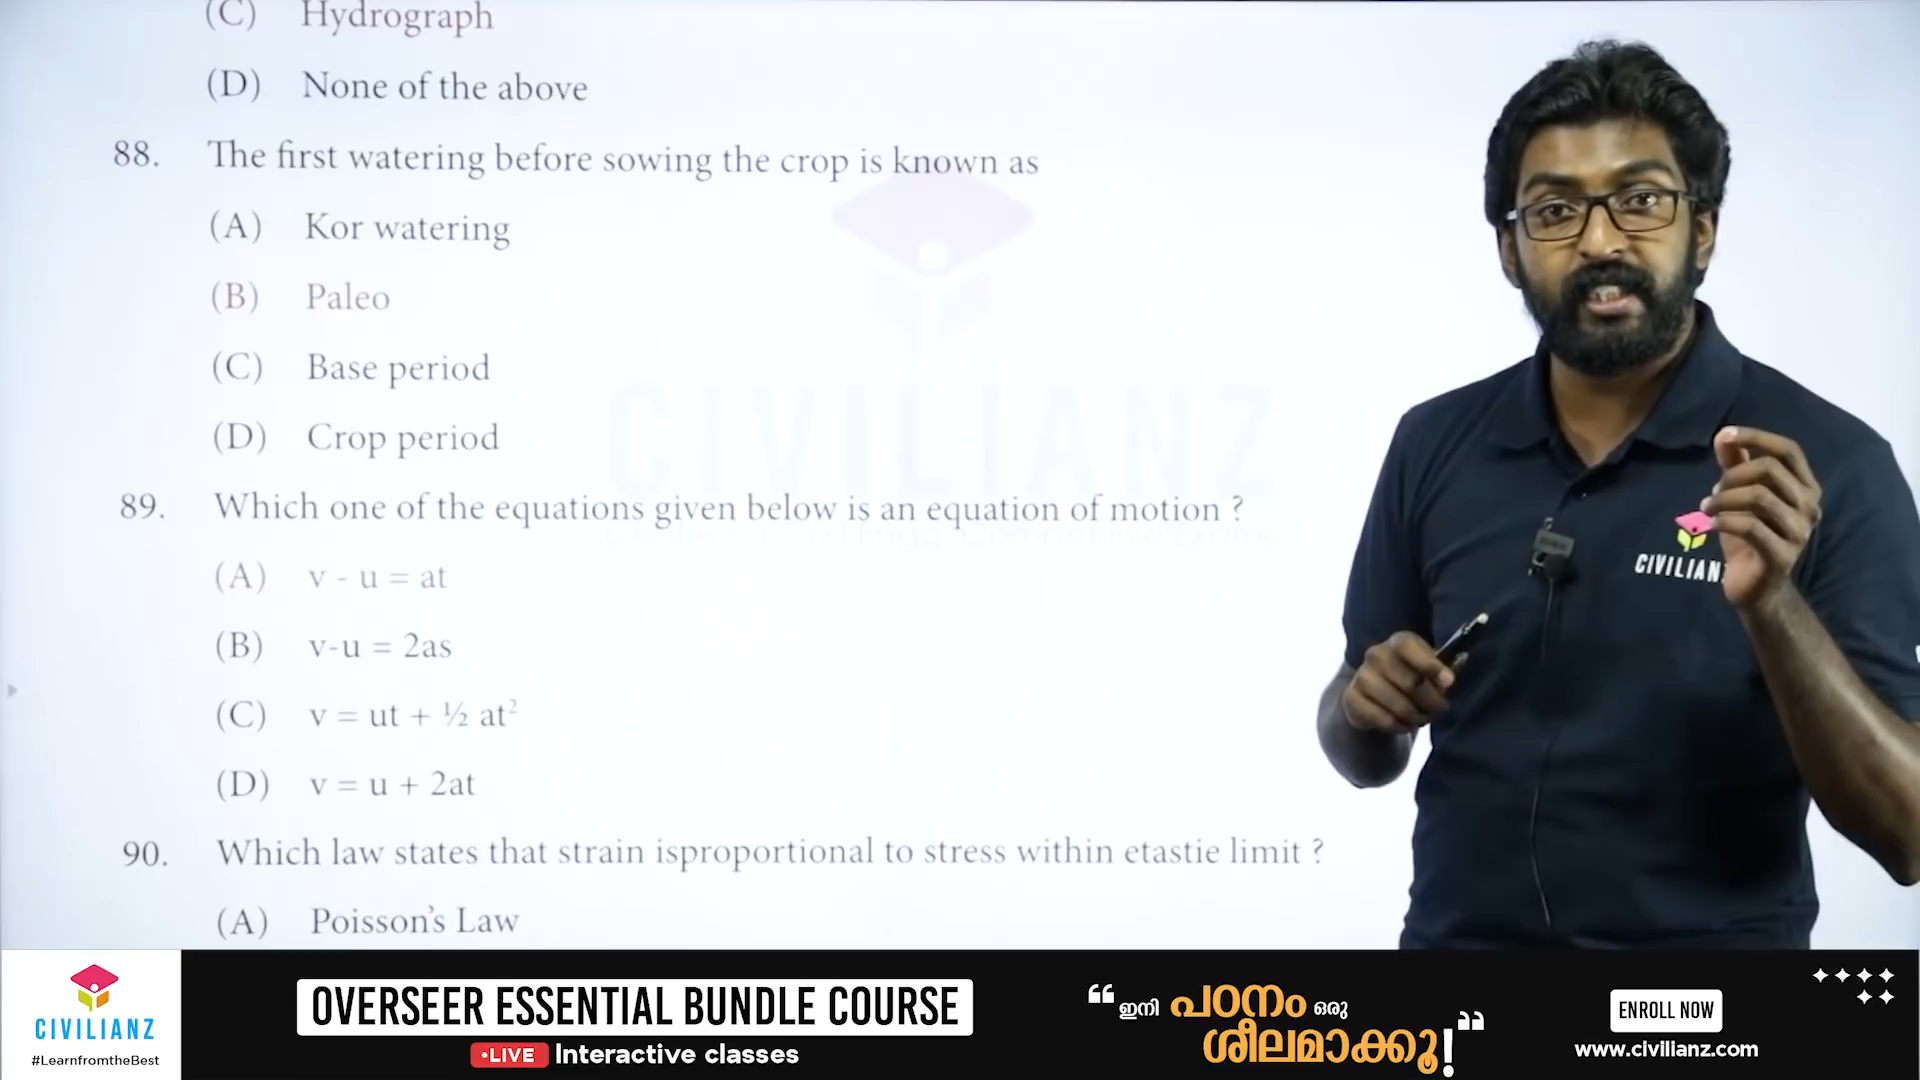 (C) Hydrograph
(D) None of the above
88. The first watering before sowing the crop is known as
(A) Kor watering
(B) Paleo
(C) Base period
(D) Crop period
CIVILIANZ
89. Which one of the equations given below is an equation of motion ?
(A) v - u = at
(B) v-u = 2as
(C) v = ut + ½ at²
(D) v = u + 2at
90. Which law states that strain isproportional to stress within etastie limit ?
(A) Poisson's Law
CIVILIAN
CIVILIANZ
#LearnfromtheBest
OVERSEER ESSENTIAL BUNDLE COURSE
•LIVE Interactive classes
“ ഇനി പഠനം ഒരു
ശീലമാക്കൂ! ”
ENROLL NOW
www.civilianz.com